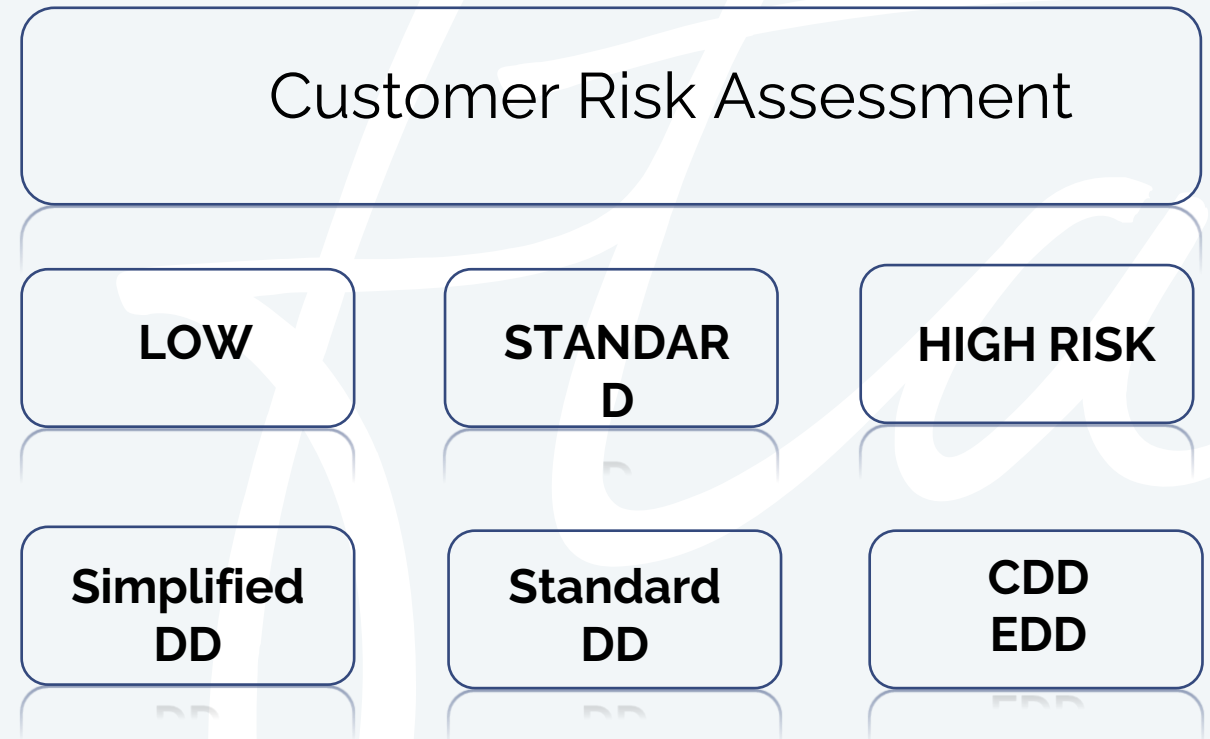 Customer Risk Assessment
LOW
STANDAR
D
HIGH RISK
Simplified
DD
Standard
DD
CDD
EDD